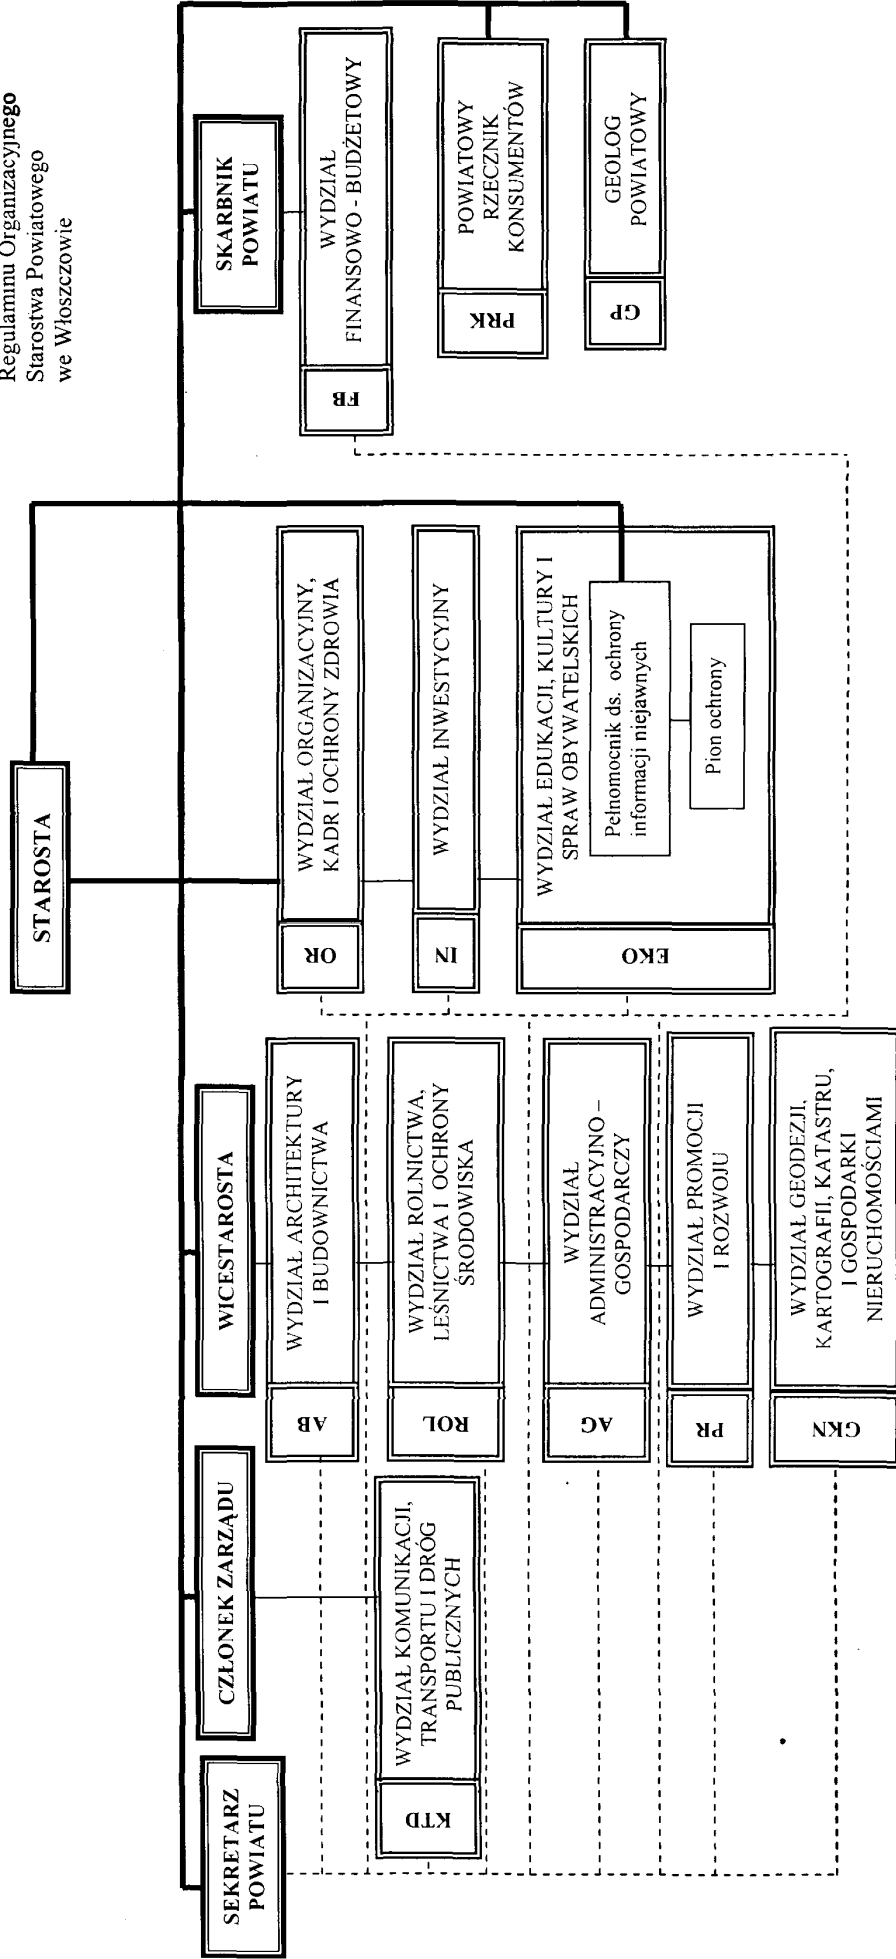 Regulaminu Organizacyjnego
Starostwa Powiatowego
we Włoszczowie
STAROSTA
SEKRETARZ
POWIATU
CZŁONEK ZARZĄDU
WICESTAROSTA
SKARBNIK
POWIATU
KTD
WYDZIAŁ KOMUNIKACJI,
TRANSPORTU I DRÓG
PUBLICZNYCH
AB
WYDZIAŁ ARCHITEKTURY
I BUDOWNICTWA
ROL
WYDZIAŁ ROLNICTWA,
LEŚNICTWA I OCHRONY
ŚRODOWISKA
AG
WYDZIAŁ
ADMINISTRACYJNO –
GOSPODARCZY
PR
WYDZIAŁ PROMOCJI
I ROZWOJU
GKN
WYDZIAŁ GEODEZJI,
KARTOGRAFII, KATASTRU,
I GOSPODARKI
NIERUCHOMOŚCIAMI
OR
WYDZIAŁ ORGANIZACYJNY,
KADR I OCHRONY ZDROWIA
IN
WYDZIAŁ INWESTYCYJNY
EKO
WYDZIAŁ EDUKACJI, KULTURY I
SPRAW OBYWATELSKICH
Pełnomocnik ds. ochrony
informacji niejawnych
Pion ochrony
FB
WYDZIAŁ
FINANSOWO - BUDŻETOWY
PRK
POWIATOWY
RZECZNIK
KONSUMENTÓW
GP
GEOLOG
POWIATOWY